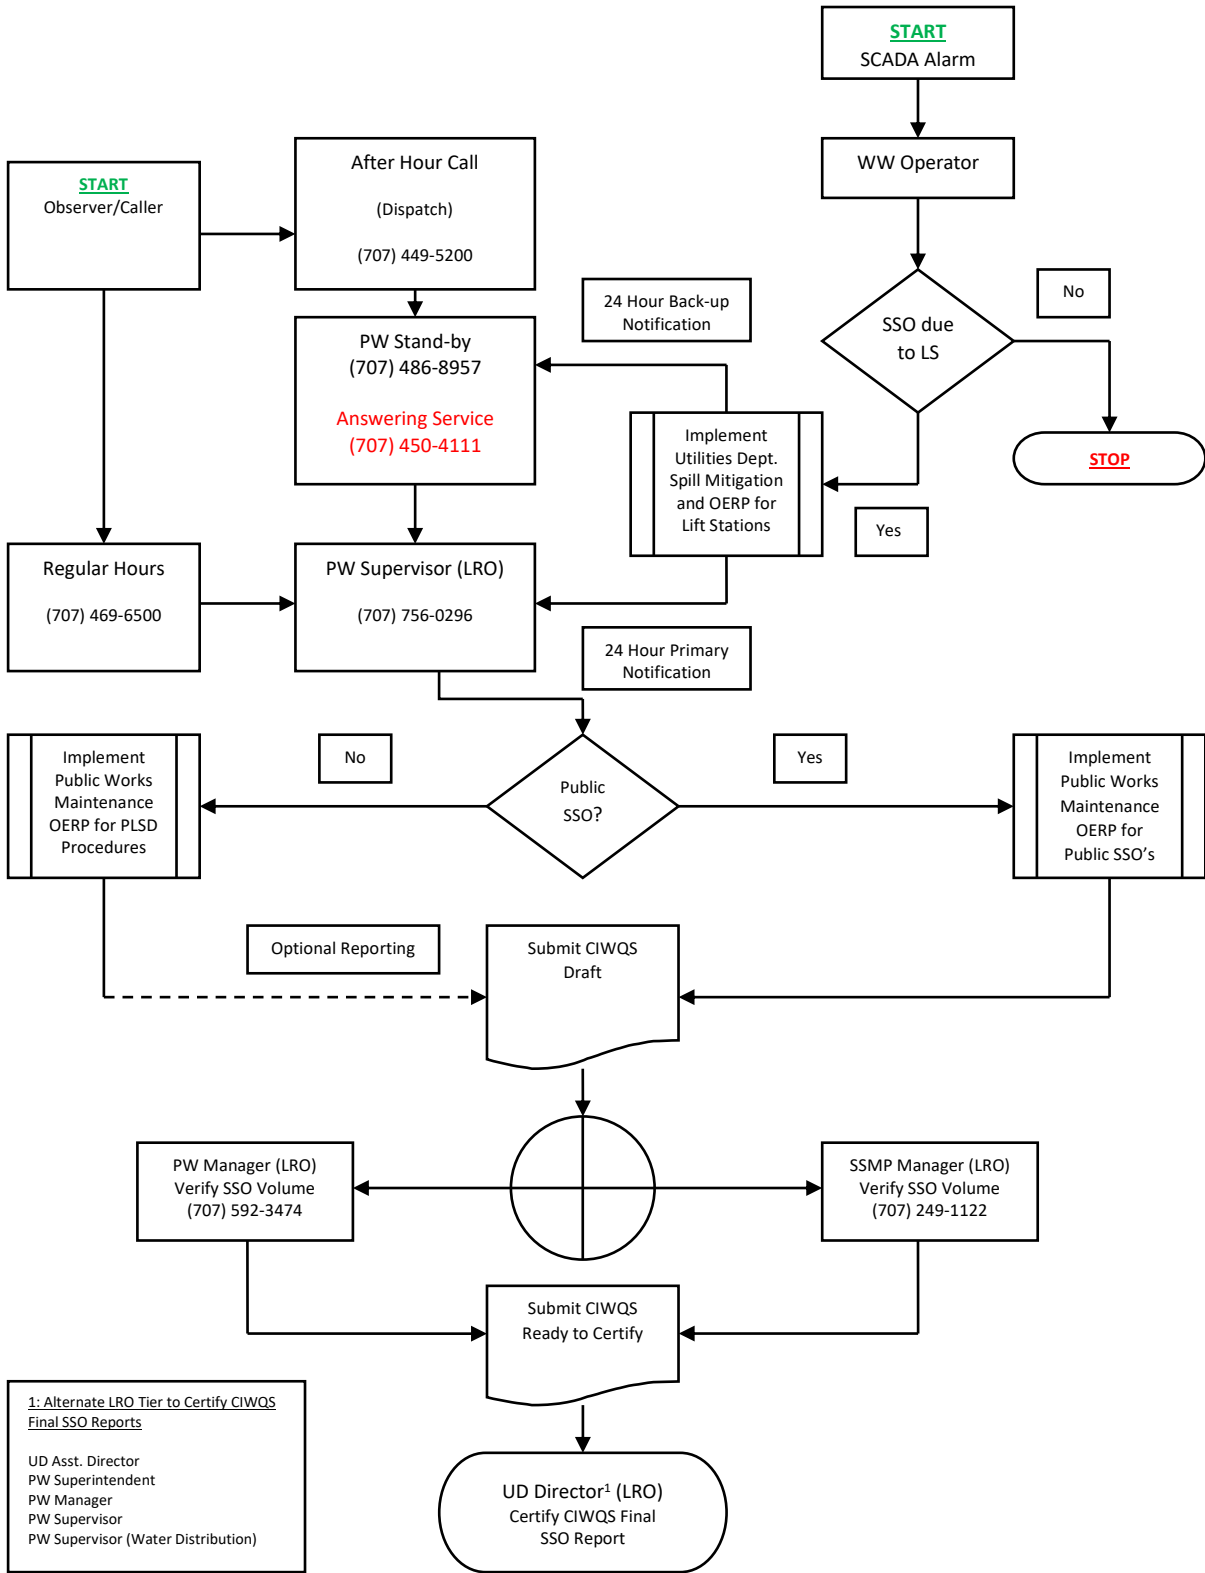 START
SCADA Alarm
WW Operator
After Hour Call
(Dispatch)
(707) 449-5200
START
Observer/Caller
24 Hour Back-up
Notification
No
SSO due
to LS
PW Stand-by
(707) 486-8957
Answering Service
(707) 450-4111
Implement
Utilities Dept.
Spill Mitigation
and OERP for
Lift Stations
STOP
Yes
Regular Hours
(707) 469-6500
PW Supervisor (LRO)
(707) 756-0296
24 Hour Primary
Notification
Implement
Public Works
Maintenance
OERP for PLSD
Procedures
No
Public
SSO?
Yes
Implement
Public Works
Maintenance
OERP for
Public SSO’s
Optional Reporting
Submit CIWQS
Draft
PW Manager (LRO)
Verify SSO Volume
(707) 592-3474
SSMP Manager (LRO)
Verify SSO Volume
(707) 249-1122
Submit CIWQS
Ready to Certify
1: Alternate LRO Tier to Certify CIWQS
Final SSO Reports
UD Asst. Director
PW Superintendent
PW Manager
PW Supervisor
PW Supervisor (Water Distribution)
UD Director¹ (LRO)
Certify CIWQS Final
SSO Report